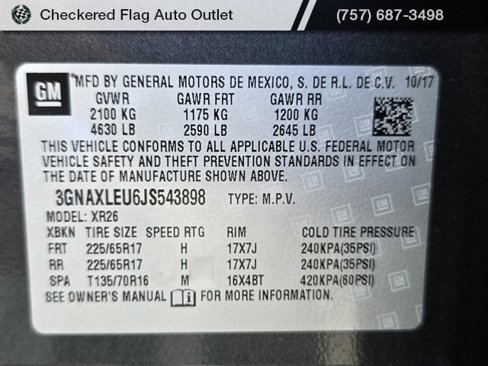 Checkered Flag Auto Outlet (757) 687-3498
GM MFD BY GENERAL MOTORS DE MEXICO, S. DE R.L. DE C.V. 10/17
GVWR GAWR FRT GAWR RR
2100 KG 1175 KG 1200 KG
4630 LB 2590 LB 2645 LB
THIS VEHICLE CONFORMS TO ALL APPLICABLE U.S. FEDERAL MOTOR
VEHICLE SAFETY AND THEFT PREVENTION STANDARDS IN EFFECT ON
THE DATE OF MANUFACTURE SHOWN ABOVE.
3GNAXLEU6JS543898 TYPE: M.P.V.
MODEL: XR26
XBKN TIRE SIZE SPEED RTG RIM COLD TIRE PRESSURE
FRT 225/65R17 H 17X7J 240KPA(35PSI)
RR 225/65R17 H 17X7J 240KPA(35PSI)
SPA T135/70R16 M 16X4BT 420KPA(60PSI)
SEE OWNER'S MANUAL FOR MORE INFORMATION.